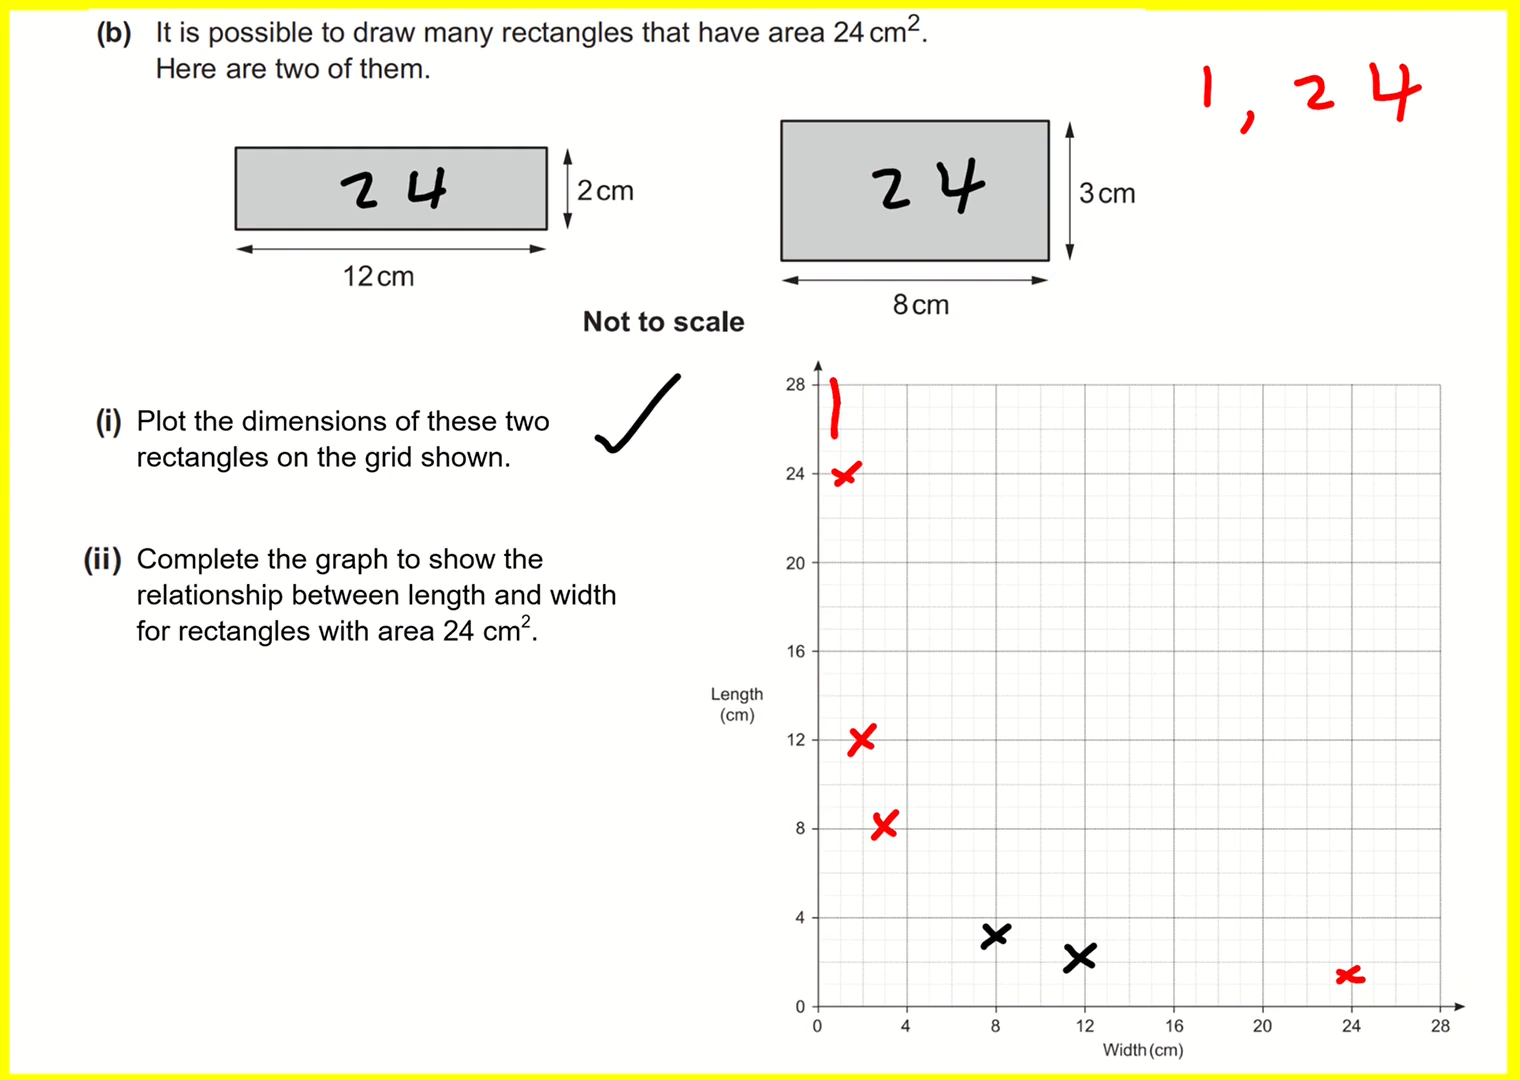 (b) It is possible to draw many rectangles that have area 24 cm².
Here are two of them.
1, 24
24
2 cm
12 cm
24
3 cm
8 cm
Not to scale
(i) Plot the dimensions of these two
rectangles on the grid shown.
(ii) Complete the graph to show the
relationship between length and width
for rectangles with area 24 cm².
Length
(cm)
28
24
20
16
12
8
4
0
0 4 8 12 16 20 24 28
Width (cm)